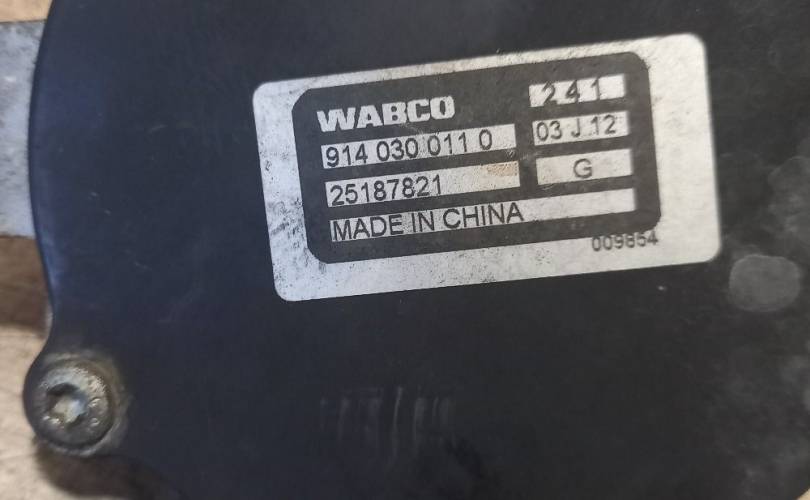 WABCO
241
914 030 011 0
03 J 12
25187821
G
MADE IN CHINA
009854